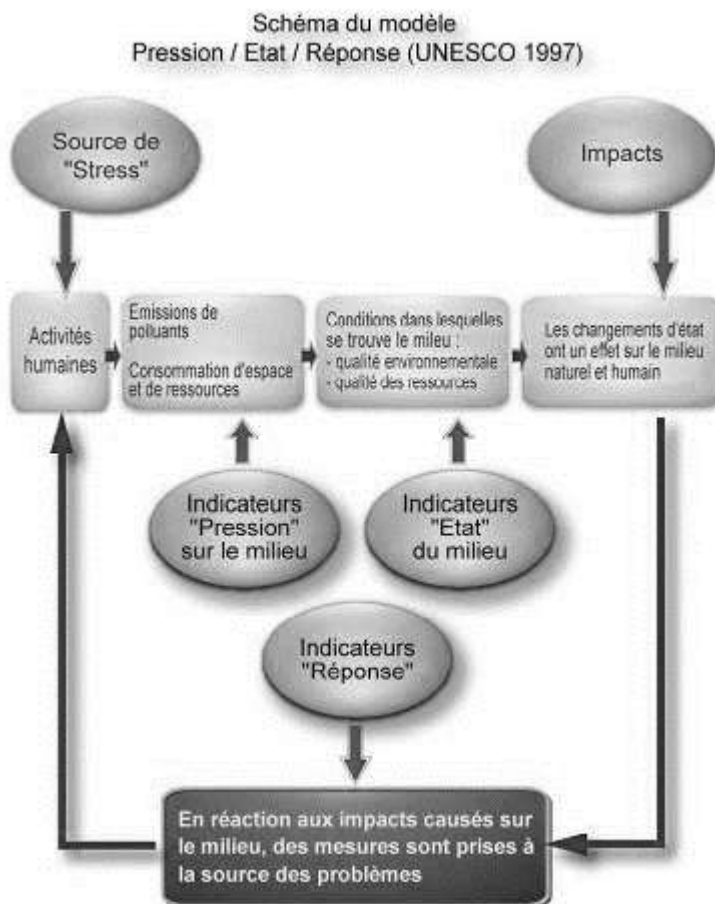 Schéma du modèle
Pression / Etat / Réponse (UNESCO 1997)
Source de
"Stress"
Impacts
Activités
humaines
Emissions de
polluants
Consommation d'espace
et de ressources
Conditions dans lesquelles
se trouve le milieu :
- qualité environnementale
- qualité des ressources
Les changements d'état
ont un effet sur le milieu
naturel et humain
Indicateurs
"Pression"
sur le milieu
Indicateurs
"Etat"
du milieu
Indicateurs
"Réponse"
En réaction aux impacts causés sur
le milieu, des mesures sont prises à
la source des problèmes